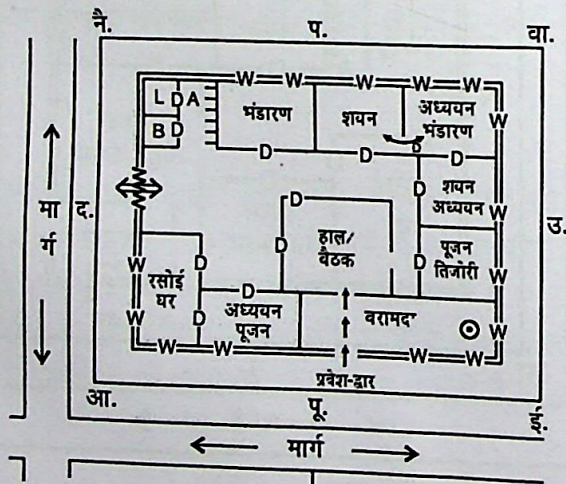 नै. प. वा.
W W W W
L D A भंडारण शयन अध्ययन भंडारण W
B D
D D D D
शयन अध्ययन W
D
मार्ग द. उ.
D
D हाल/बैठक पूजन तिजोरी W
W रसोई घर D D D
W D अध्ययन पूजन वरामदा W
W W W W
प्रवेश-द्वार
आ. पू. ई.
मार्ग